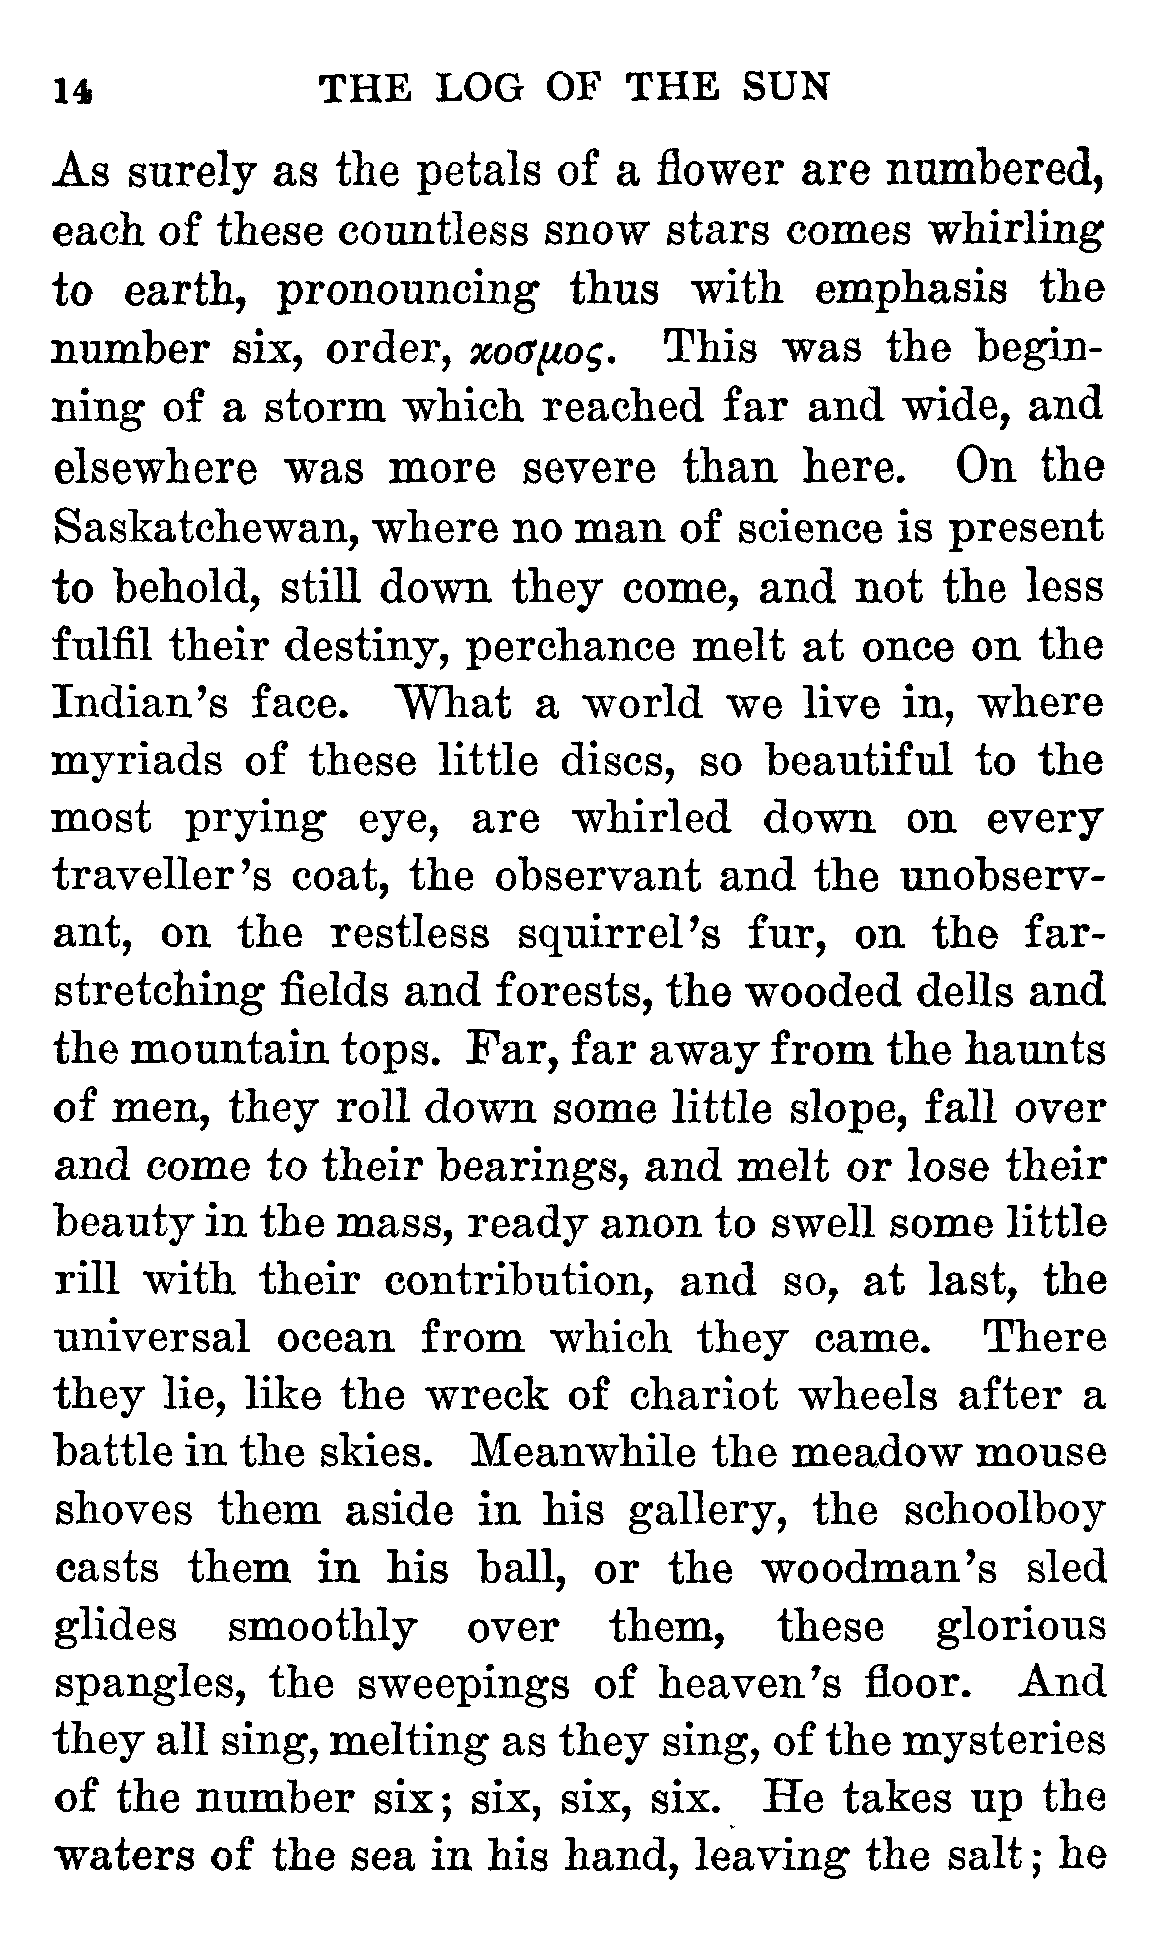 14 THE LOG OF THE SUN
As surely as the petals of a flower are numbered,
each of these countless snow stars comes whirling
to earth, pronouncing thus with emphasis the
number six, order, κοσμος. This was the begin-
ning of a storm which reached far and wide, and
elsewhere was more severe than here. On the
Saskatchewan, where no man of science is present
to behold, still down they come, and not the less
fulfil their destiny, perchance melt at once on the
Indian's face. What a world we live in, where
myriads of these little discs, so beautiful to the
most prying eye, are whirled down on every
traveller's coat, the observant and the unobserv-
ant, on the restless squirrel's fur, on the far-
stretching fields and forests, the wooded dells and
the mountain tops. Far, far away from the haunts
of men, they roll down some little slope, fall over
and come to their bearings, and melt or lose their
beauty in the mass, ready anon to swell some little
rill with their contribution, and so, at last, the
universal ocean from which they came. There
they lie, like the wreck of chariot wheels after a
battle in the skies. Meanwhile the meadow mouse
shoves them aside in his gallery, the schoolboy
casts them in his ball, or the woodman's sled
glides smoothly over them, these glorious
spangles, the sweepings of heaven's floor. And
they all sing, melting as they sing, of the mysteries
of the number six; six, six, six. He takes up the
waters of the sea in his hand, leaving the salt; he